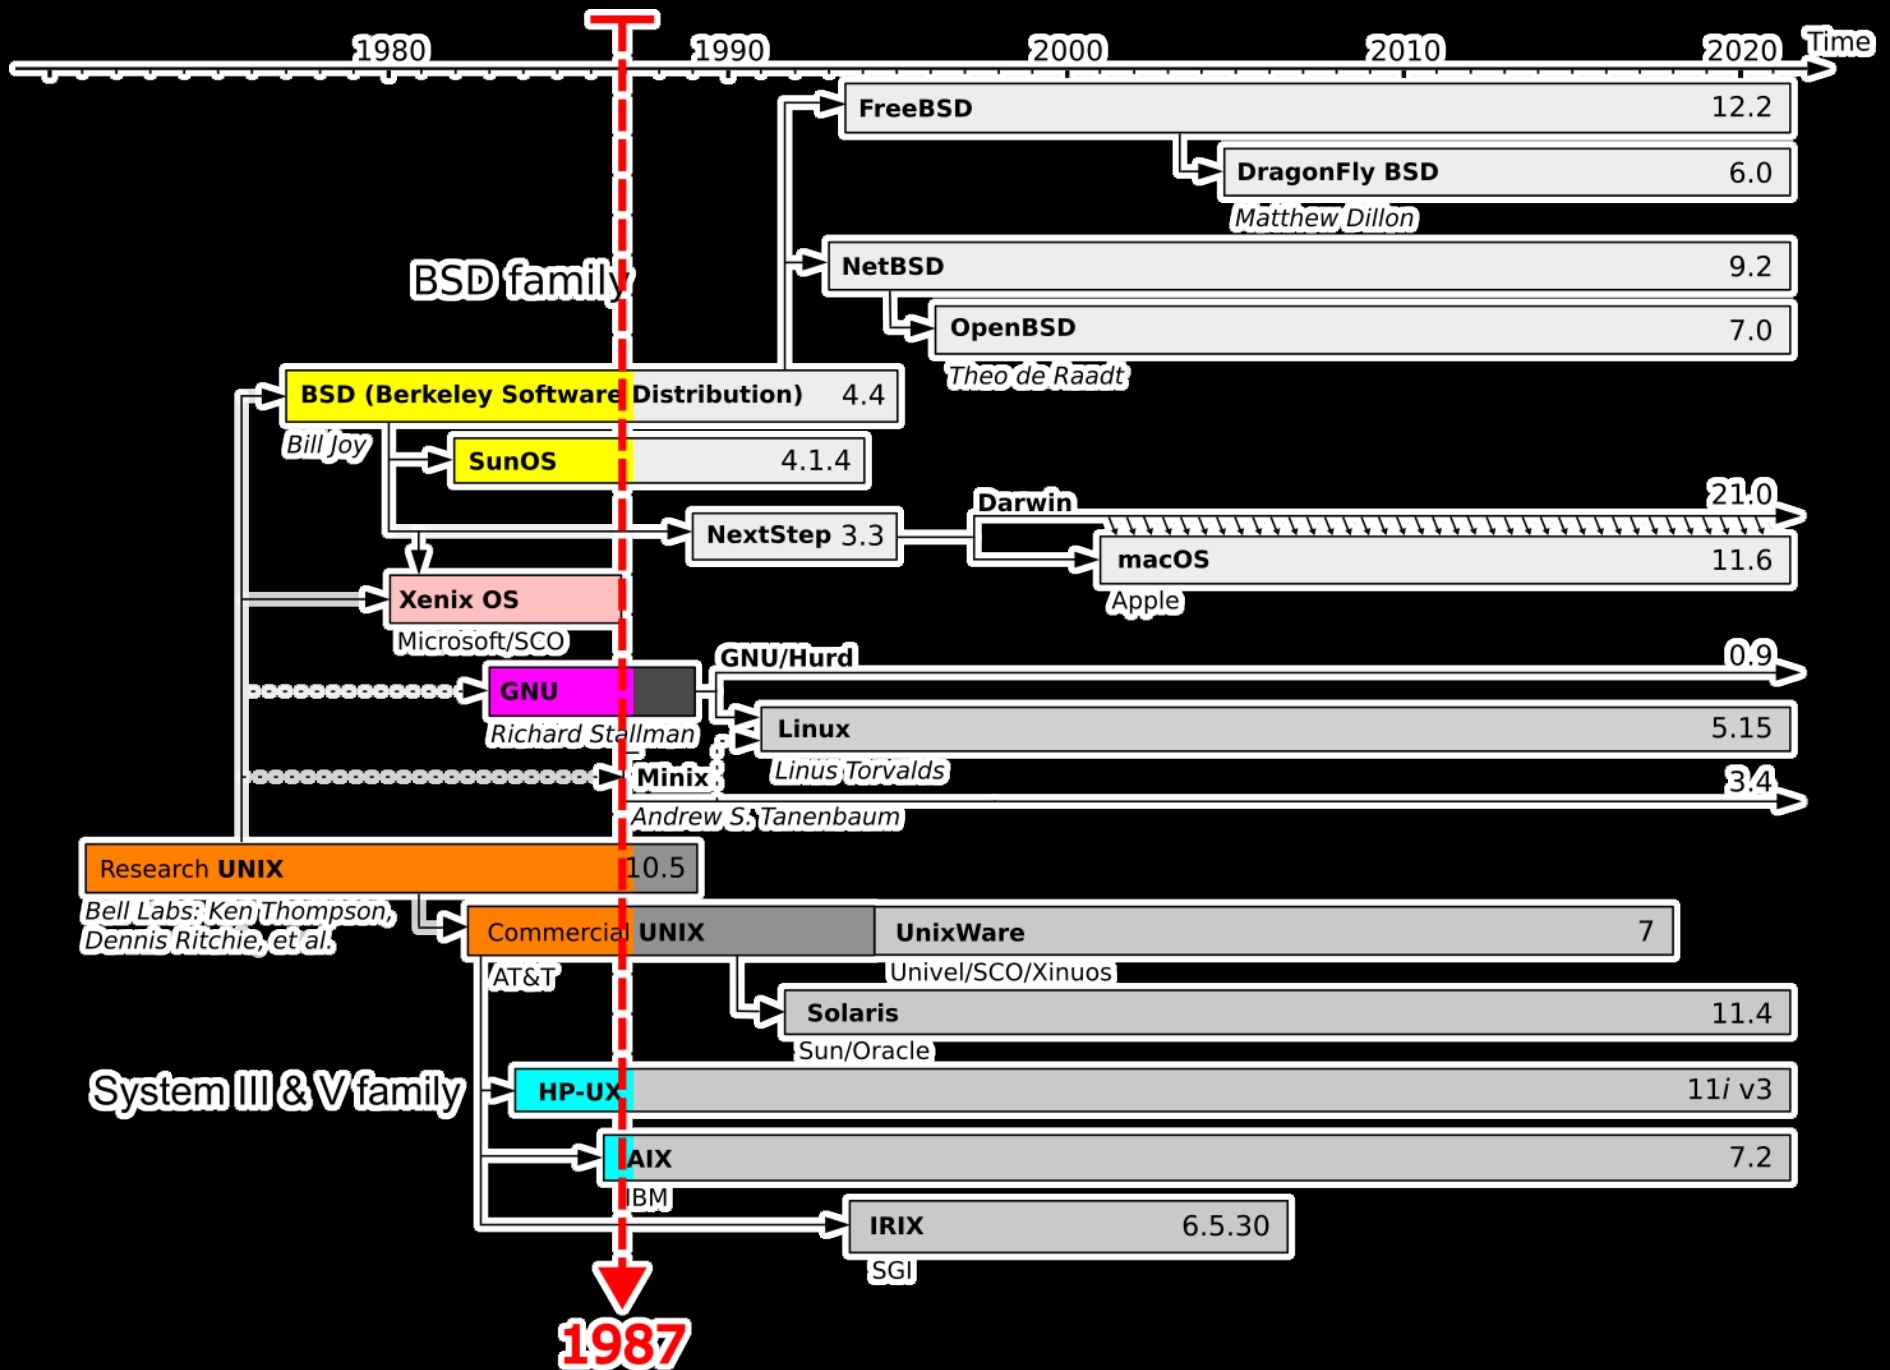 1980 1990 2000 2010 2020 Time
FreeBSD 12.2
DragonFly BSD 6.0
Matthew Dillon
BSD family
NetBSD 9.2
OpenBSD 7.0
Theo de Raadt
BSD (Berkeley Software Distribution) 4.4
Bill Joy
SunOS 4.1.4
Darwin 21.0
NextStep 3.3
macOS 11.6
Apple
Xenix OS
Microsoft/SCO
GNU/Hurd 0.9
GNU
Richard Stallman
Linux 5.15
Linus Torvalds
Minix 3.4
Andrew S. Tanenbaum
Research UNIX 10.5
Bell Labs: Ken Thompson,
Dennis Ritchie, et al.
Commercial UNIX
UnixWare 7
AT&T
Univel/SCO/Xinuos
Solaris 11.4
Sun/Oracle
System III & V family
HP-UX 11i v3
AIX 7.2
IBM
IRIX 6.5.30
SGI
1987